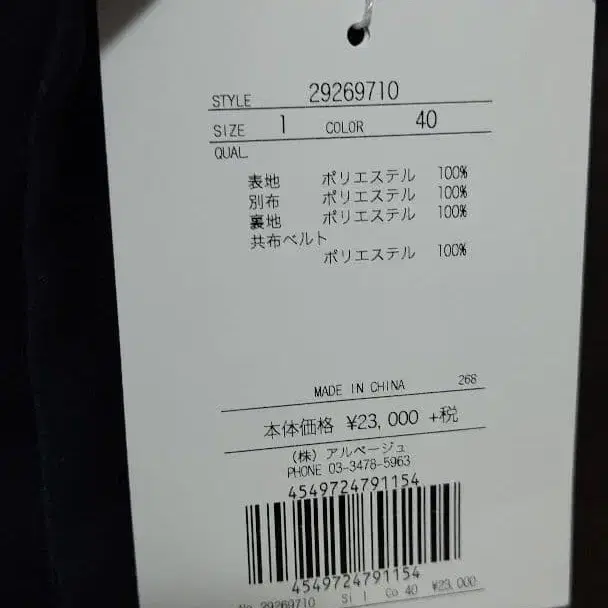 STYLE 29269710
SIZE 1 COLOR 40
QUAL
表地 ポリエステル 100%
別布 ポリエステル 100%
裏地 ポリエステル 100%
共布ベルト
ポリエステル 100%
MADE IN CHINA 268
本体価格 ¥23,000 +税
(株) アルページュ
PHONE 03-3478-5963
4549724791154
4549724791154
No 29269710 Si 1 Co 40 ¥23,000